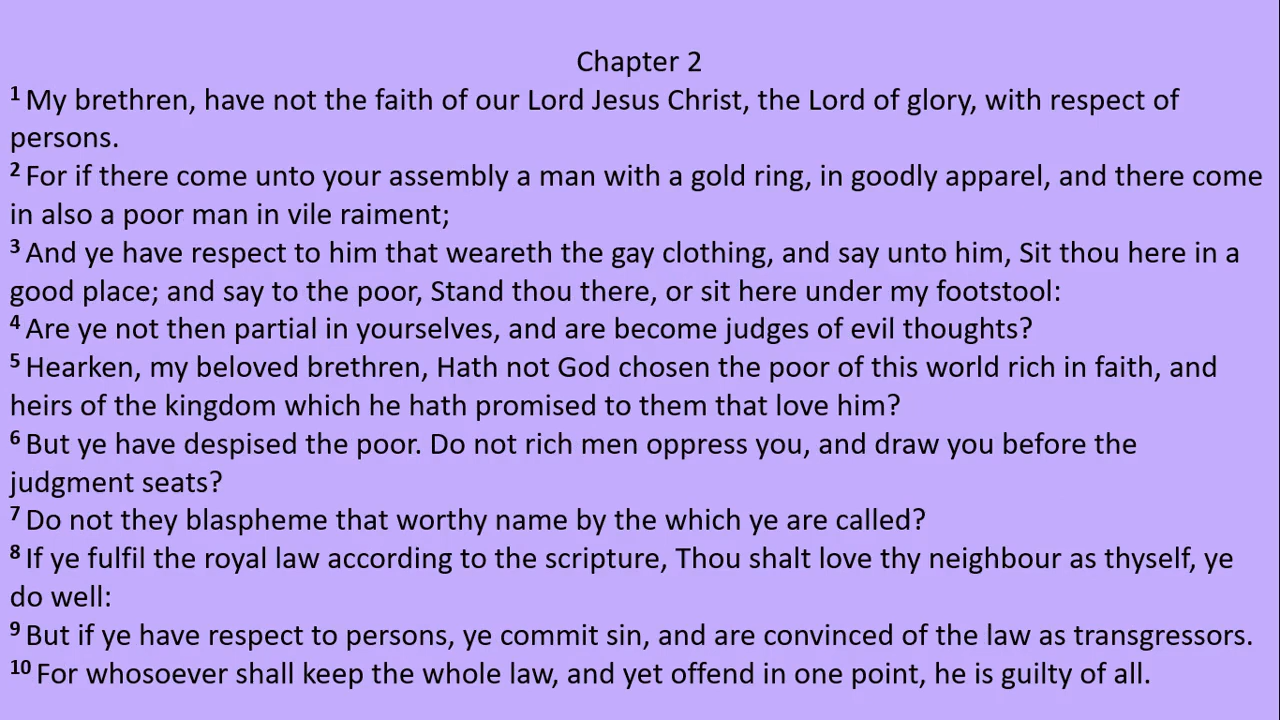 Chapter 2
1 My brethren, have not the faith of our Lord Jesus Christ, the Lord of glory, with respect of
persons.
2 For if there come unto your assembly a man with a gold ring, in goodly apparel, and there come
in also a poor man in vile raiment;
3 And ye have respect to him that weareth the gay clothing, and say unto him, Sit thou here in a
good place; and say to the poor, Stand thou there, or sit here under my footstool:
4 Are ye not then partial in yourselves, and are become judges of evil thoughts?
5 Hearken, my beloved brethren, Hath not God chosen the poor of this world rich in faith, and
heirs of the kingdom which he hath promised to them that love him?
6 But ye have despised the poor. Do not rich men oppress you, and draw you before the
judgment seats?
7 Do not they blaspheme that worthy name by the which ye are called?
8 If ye fulfil the royal law according to the scripture, Thou shalt love thy neighbour as thyself, ye
do well:
9 But if ye have respect to persons, ye commit sin, and are convinced of the law as transgressors.
10 For whosoever shall keep the whole law, and yet offend in one point, he is guilty of all.